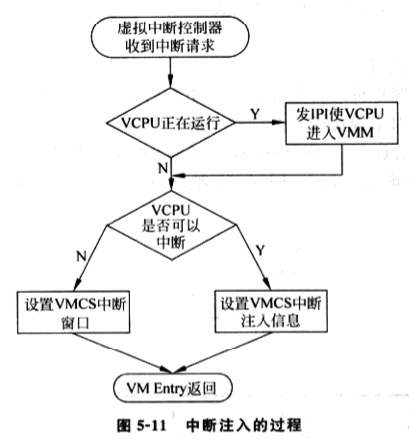 虚拟中断控制器
收到中断请求
VCPU正在运行
Y
发IPI使VCPU
进入VMM
N
VCPU
是否可以
中断
N
Y
设置VMCS中断
窗口
设置VMCS中断
注入信息
VM Entry返回
图 5-11 中断注入的过程